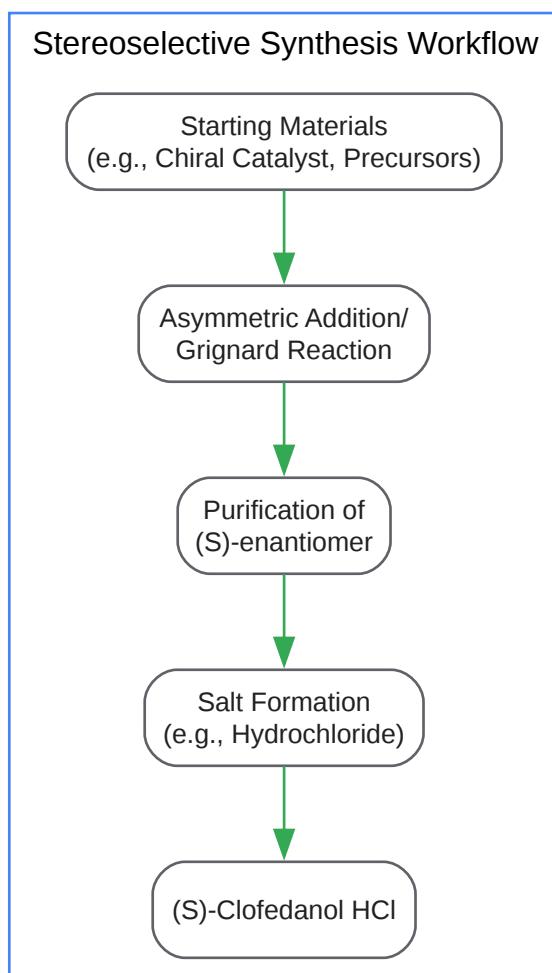 Stereoselective Synthesis Workflow
Starting Materials
(e.g., Chiral Catalyst, Precursors)
Asymmetric Addition/
Grignard Reaction
Purification of
(S)-enantiomer
Salt Formation
(e.g., Hydrochloride)
(S)-Clofedanol HCl